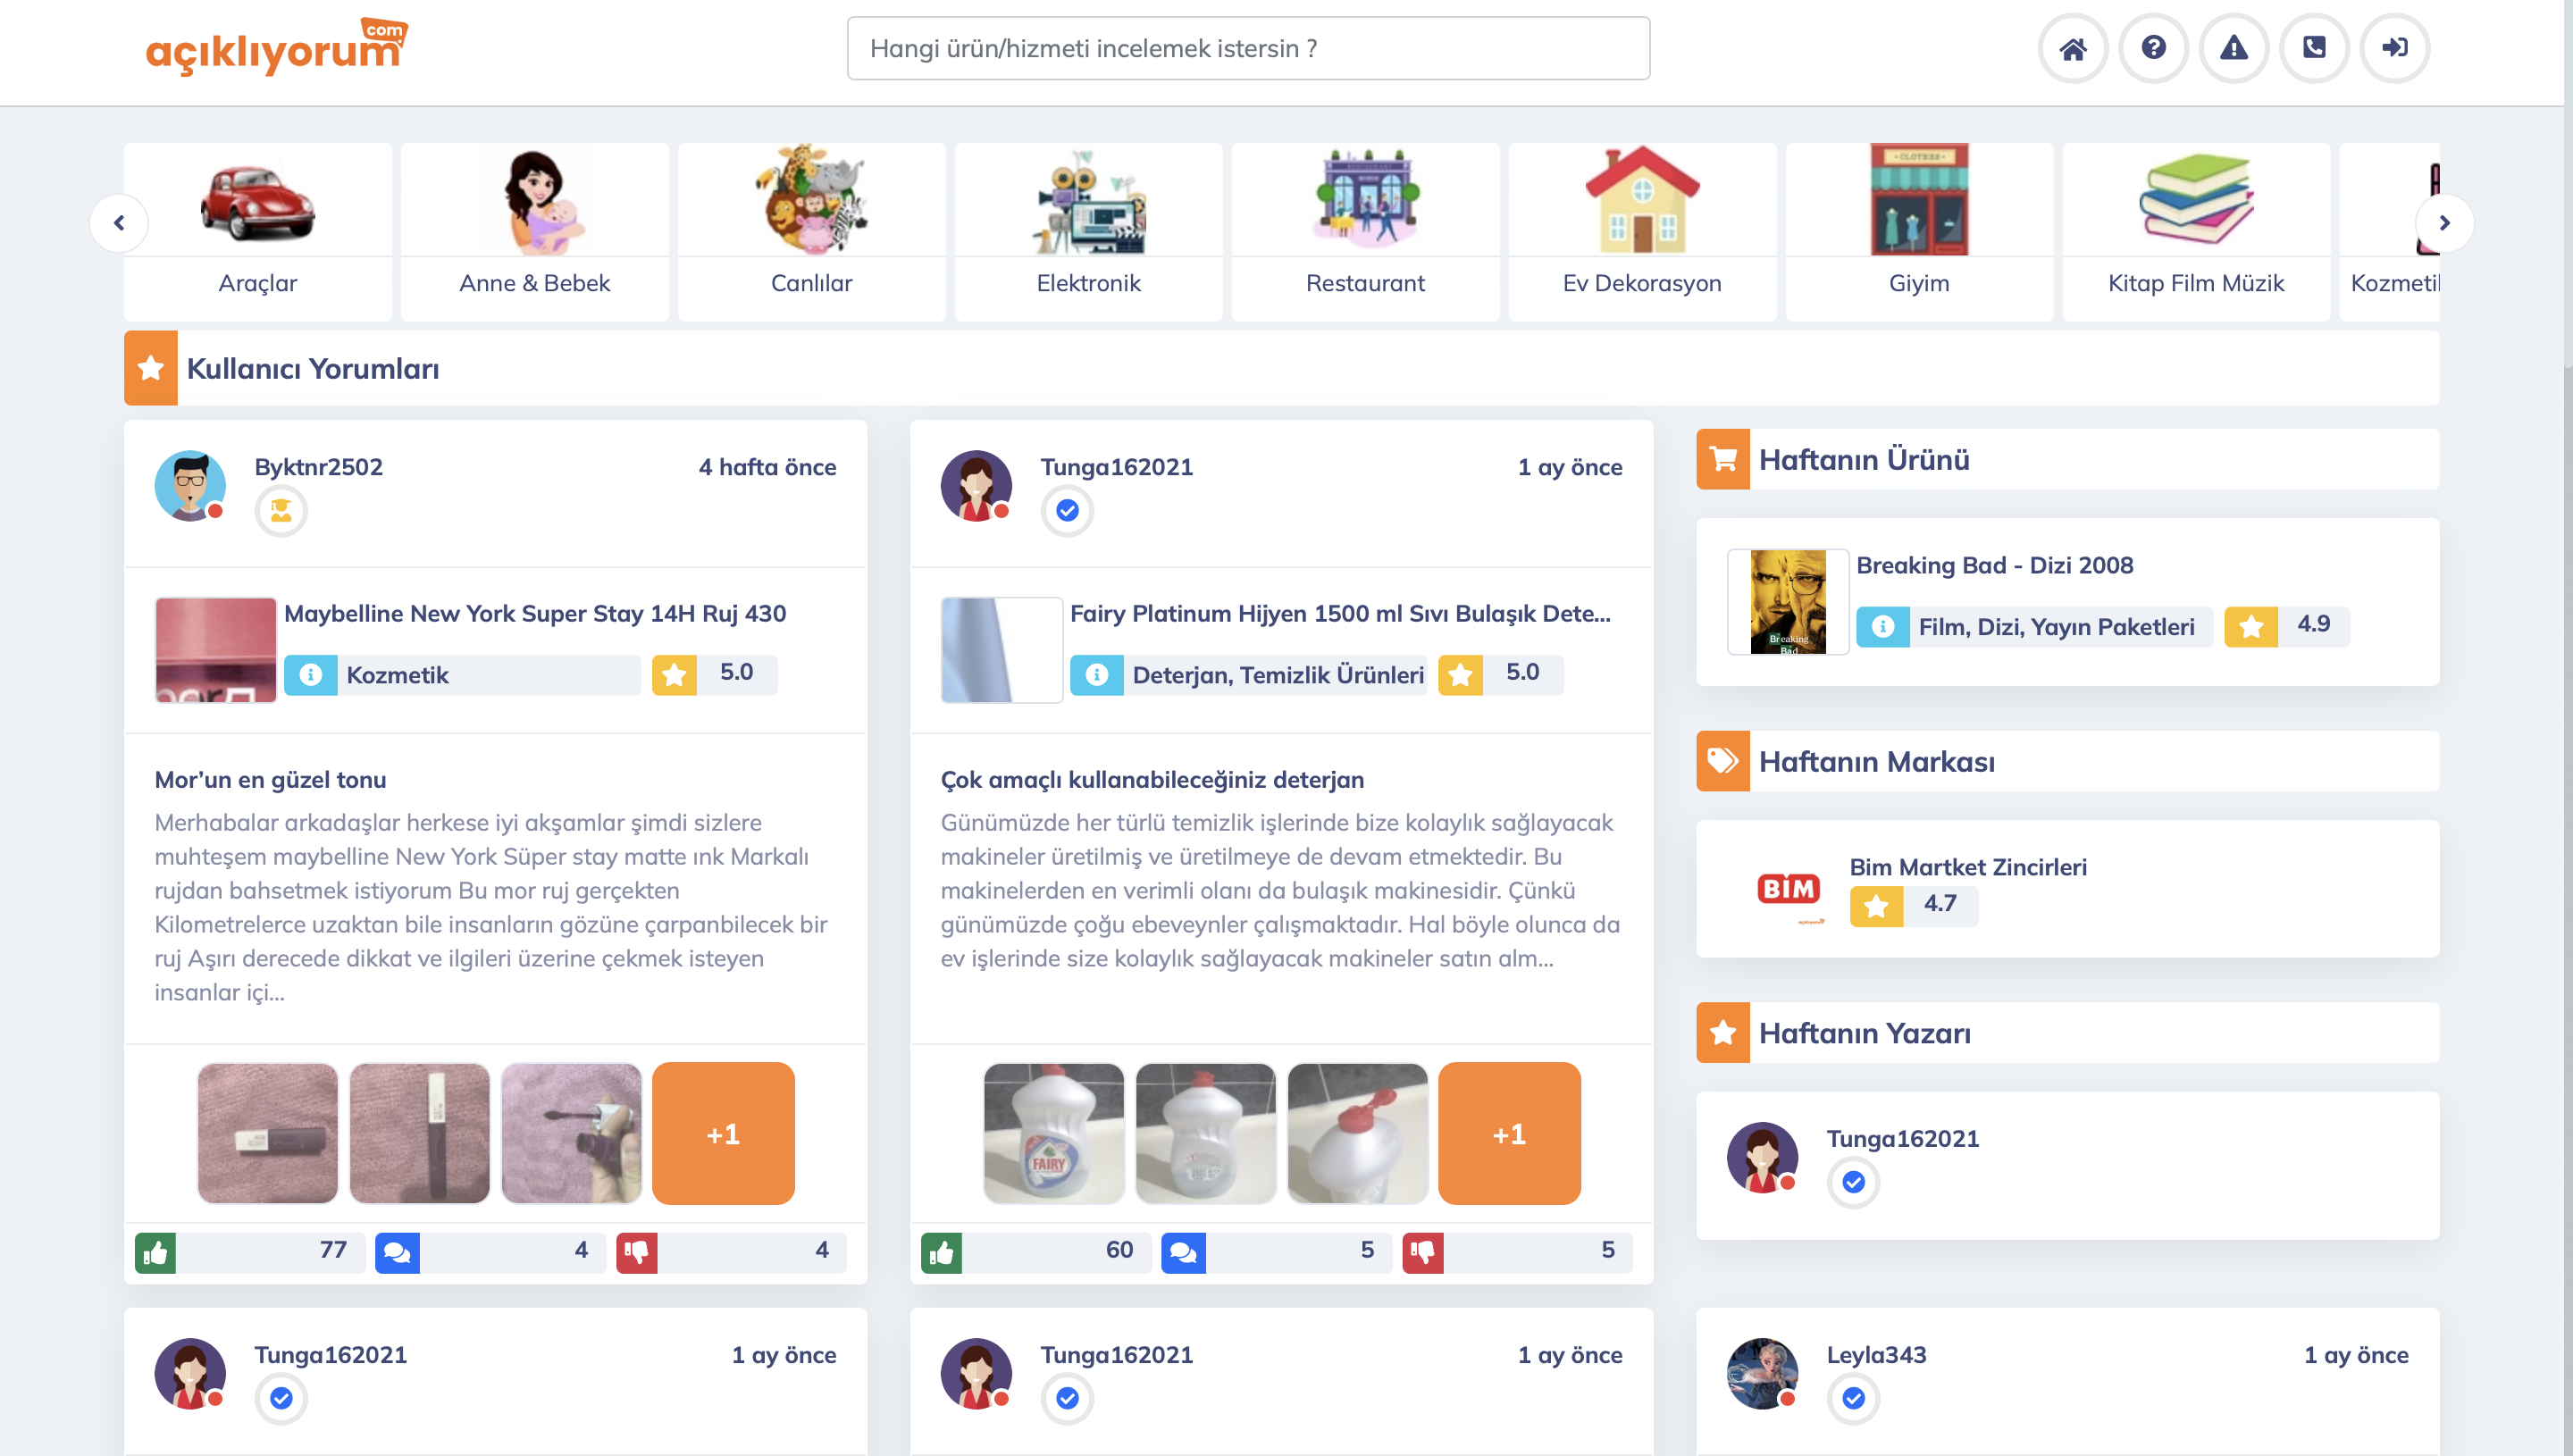 açıklıyorum
com
Hangi ürün/hizmeti incelemek istersin ?
Araçlar
Anne & Bebek
Canlılar
Elektronik
Restaurant
Ev Dekorasyon
CLOTHES
Giyim
Kitap Film Müzik
Kozmeti
Kullanıcı Yorumları
Byktnr2502
4 hafta önce
Maybelline New York Super Stay 14H Ruj 430
Kozmetik
5.0
Mor’un en güzel tonu
Merhabalar arkadaşlar herkese iyi akşamlar şimdi sizlere
muhteşem maybelline New York Süper stay matte ınk Markalı
rujdan bahsetmek istiyorum Bu mor ruj gerçekten
Kilometrelerce uzaktan bile insanların gözüne çarpanbilecek bir
ruj Aşırı derecede dikkat ve ilgileri üzerine çekmek isteyen
insanlar içi...
+1
77
4
4
Tunga162021
1 ay önce
Fairy Platinum Hijyen 1500 ml Sıvı Bulaşık Dete...
Deterjan, Temizlik Ürünleri
5.0
Çok amaçlı kullanabileceğiniz deterjan
Günümüzde her türlü temizlik işlerinde bize kolaylık sağlayacak
makineler üretilmiş ve üretilmeye de devam etmektedir. Bu
makinelerden en verimli olanı da bulaşık makinesidir. Çünkü
günümüzde çoğu ebeveynler çalışmaktadır. Hal böyle olunca da
ev işlerinde size kolaylık sağlayacak makineler satın alm...
FAIRY
+1
60
5
5
Haftanın Ürünü
Breaking Bad - Dizi 2008
Breaking
Bad
Film, Dizi, Yayın Paketleri
4.9
Haftanın Markası
BİM
Bim Martket Zincirleri
4.7
Haftanın Yazarı
Tunga162021
Tunga162021
1 ay önce
Tunga162021
1 ay önce
Leyla343
1 ay önce